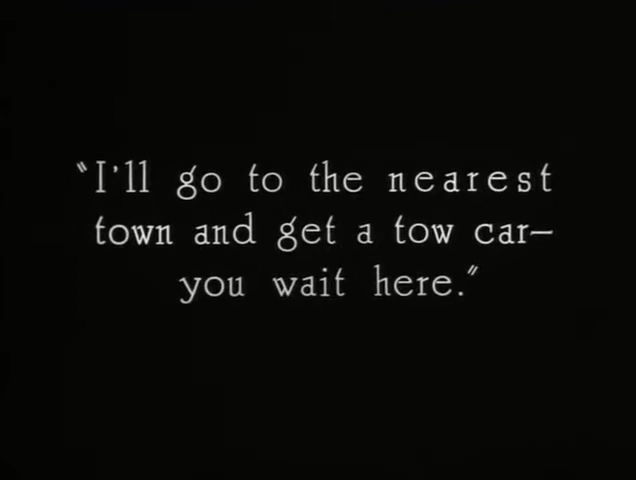 "I'll go to the nearest
town and get a tow car—
you wait here."